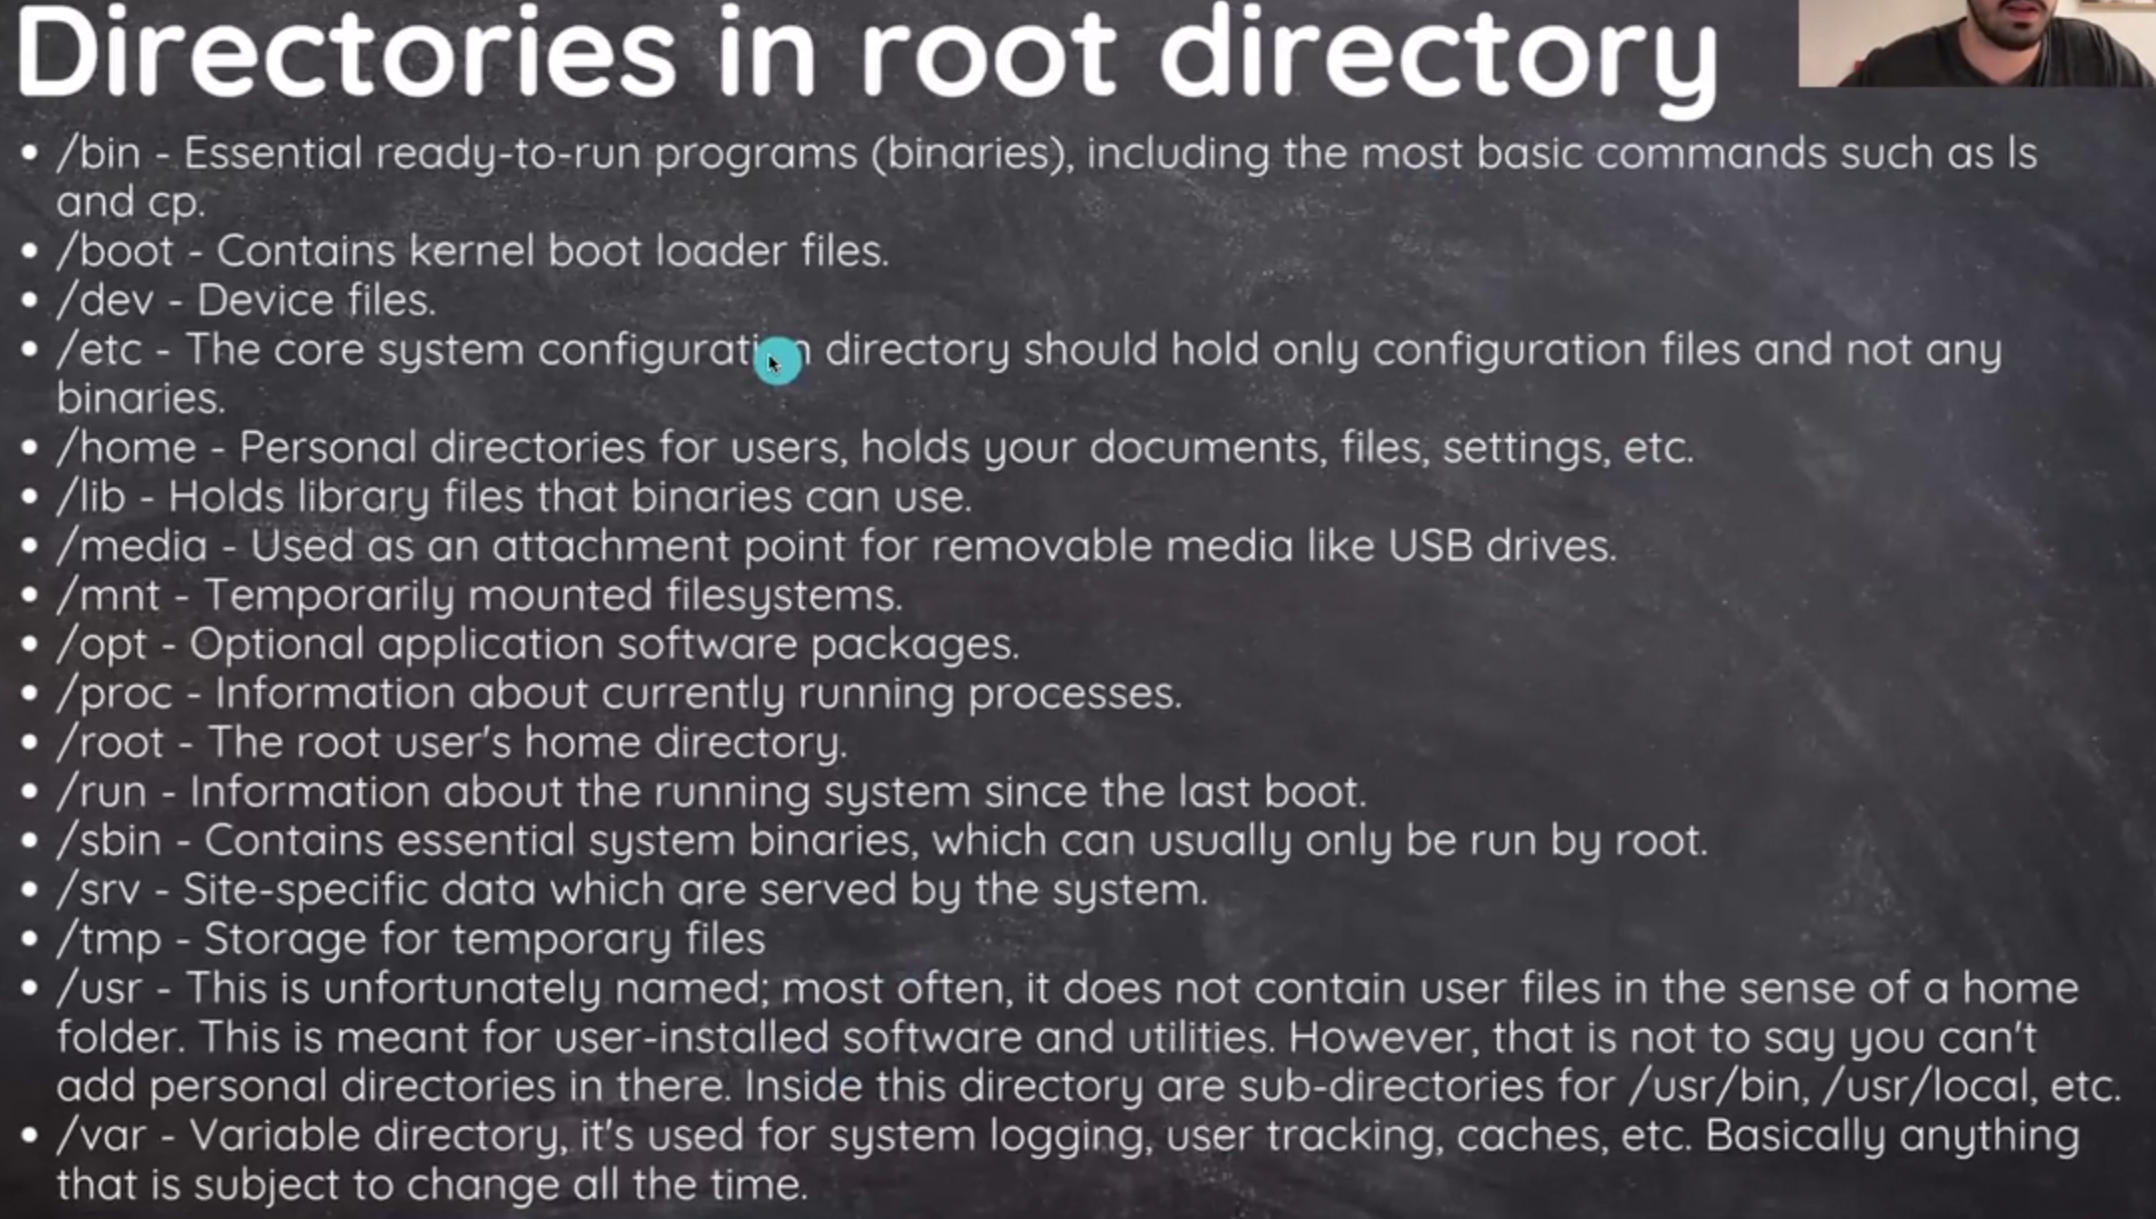 Directories in root directory
• /bin - Essential ready-to-run programs (binaries), including the most basic commands such as ls
and cp.
• /boot - Contains kernel boot loader files.
• /dev - Device files.
• /etc - The core system configuration directory should hold only configuration files and not any
binaries.
• /home - Personal directories for users, holds your documents, files, settings, etc.
• /lib - Holds library files that binaries can use.
• /media - Used as an attachment point for removable media like USB drives.
• /mnt - Temporarily mounted filesystems.
• /opt - Optional application software packages.
• /proc - Information about currently running processes.
• /root - The root user's home directory.
• /run - Information about the running system since the last boot.
• /sbin - Contains essential system binaries, which can usually only be run by root.
• /srv - Site-specific data which are served by the system.
• /tmp - Storage for temporary files
• /usr - This is unfortunately named; most often, it does not contain user files in the sense of a home
folder. This is meant for user-installed software and utilities. However, that is not to say you can't
add personal directories in there. Inside this directory are sub-directories for /usr/bin, /usr/local, etc.
• /var - Variable directory, it's used for system logging, user tracking, caches, etc. Basically anything
that is subject to change all the time.